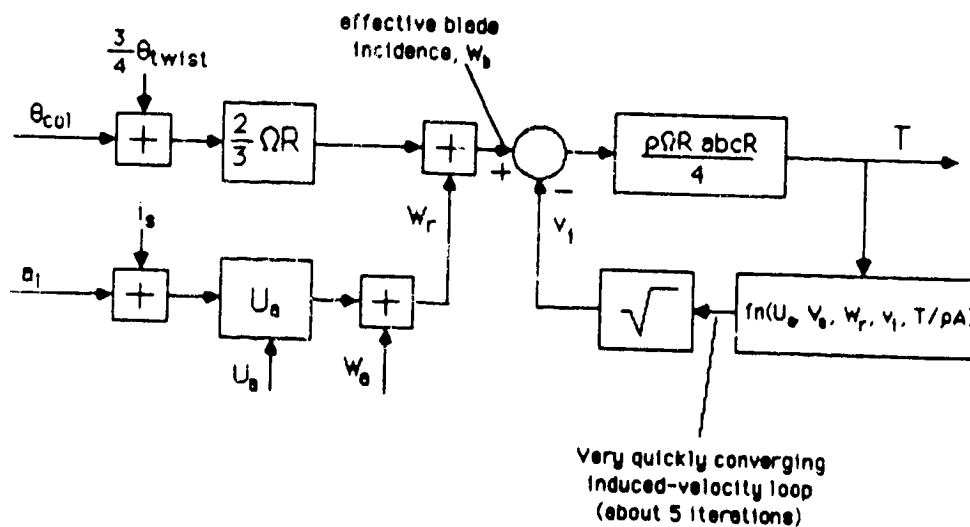 effective blade
incidence, W_b
3/4 θ_twist
θ_col
+
2/3 ΩR
+
+
−
ρΩR abcR / 4
T
W_r
v_i
i_s
a_1
+
U_a
+
U_a
W_a
√
fn(U_a, V_a, W_r, v_i, T/ρA)
Very quickly converging
induced-velocity loop
(about 5 iterations)